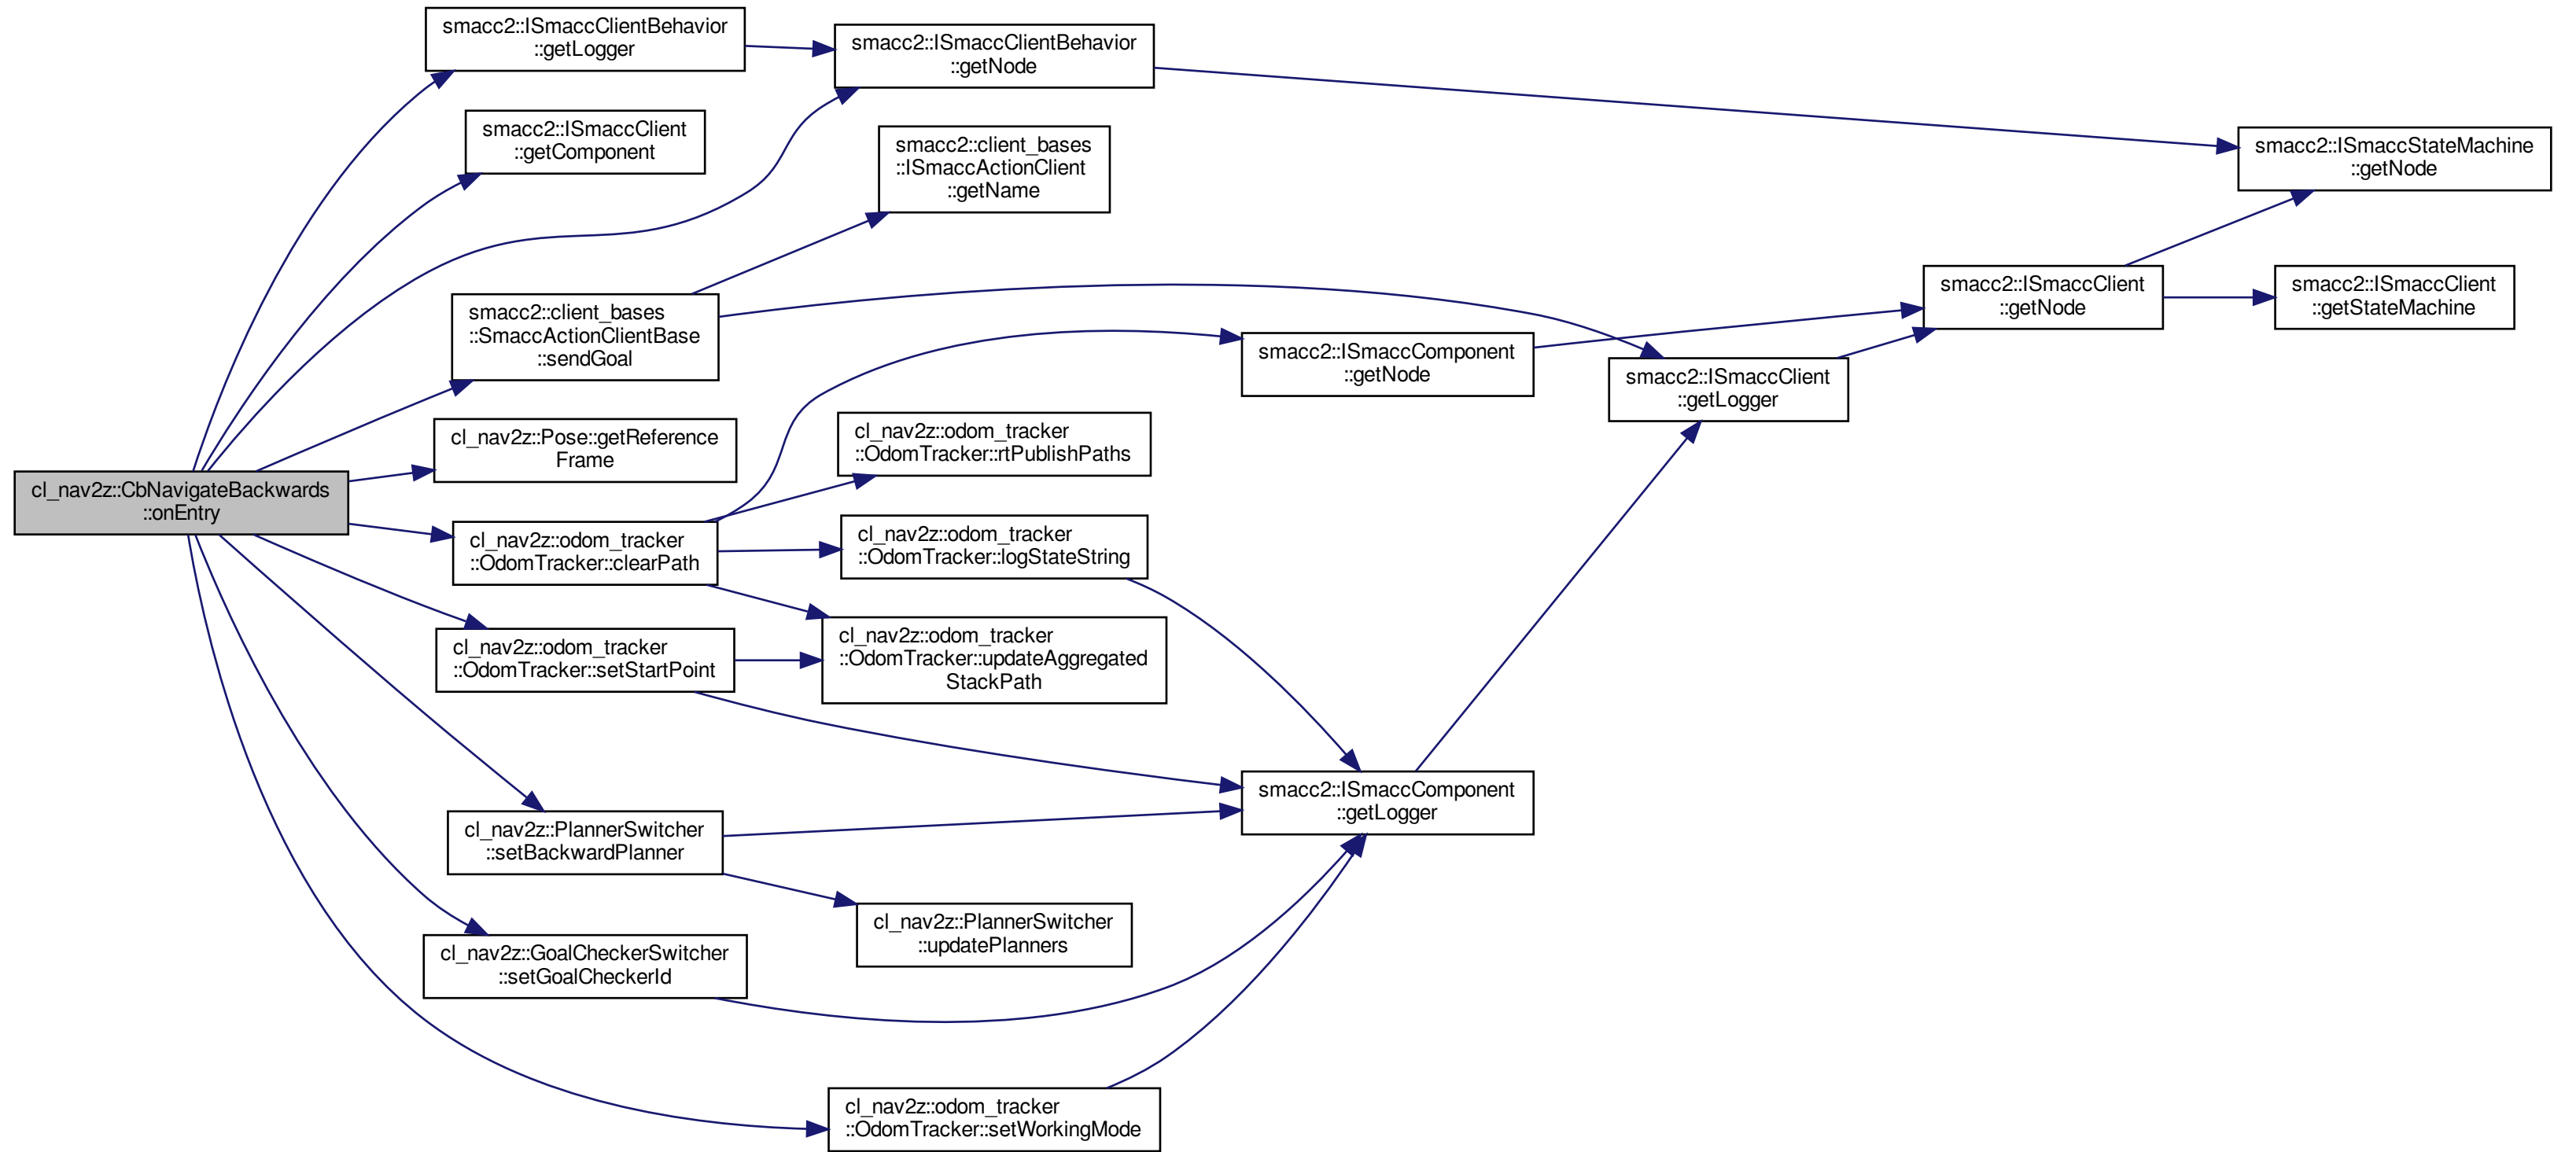 smacc2::ISmaccClientBehavior
::getLogger
smacc2::ISmaccClientBehavior
::getNode
smacc2::ISmaccClient
::getComponent
smacc2::client_bases
::ISmaccActionClient
::getName
smacc2::ISmaccStateMachine
::getNode
smacc2::client_bases
::SmaccActionClientBase
::sendGoal
smacc2::ISmaccClient
::getNode
smacc2::ISmaccClient
::getStateMachine
smacc2::ISmaccComponent
::getNode
smacc2::ISmaccClient
::getLogger
cl_nav2z::Pose::getReference
Frame
cl_nav2z::odom_tracker
::OdomTracker::rtPublishPaths
cl_nav2z::CbNavigateBackwards
::onEntry
cl_nav2z::odom_tracker
::OdomTracker::clearPath
cl_nav2z::odom_tracker
::OdomTracker::logStateString
cl_nav2z::odom_tracker
::OdomTracker::setStartPoint
cl_nav2z::odom_tracker
::OdomTracker::updateAggregated
StackPath
smacc2::ISmaccComponent
::getLogger
cl_nav2z::PlannerSwitcher
::setBackwardPlanner
cl_nav2z::PlannerSwitcher
::updatePlanners
cl_nav2z::GoalCheckerSwitcher
::setGoalCheckerId
cl_nav2z::odom_tracker
::OdomTracker::setWorkingMode